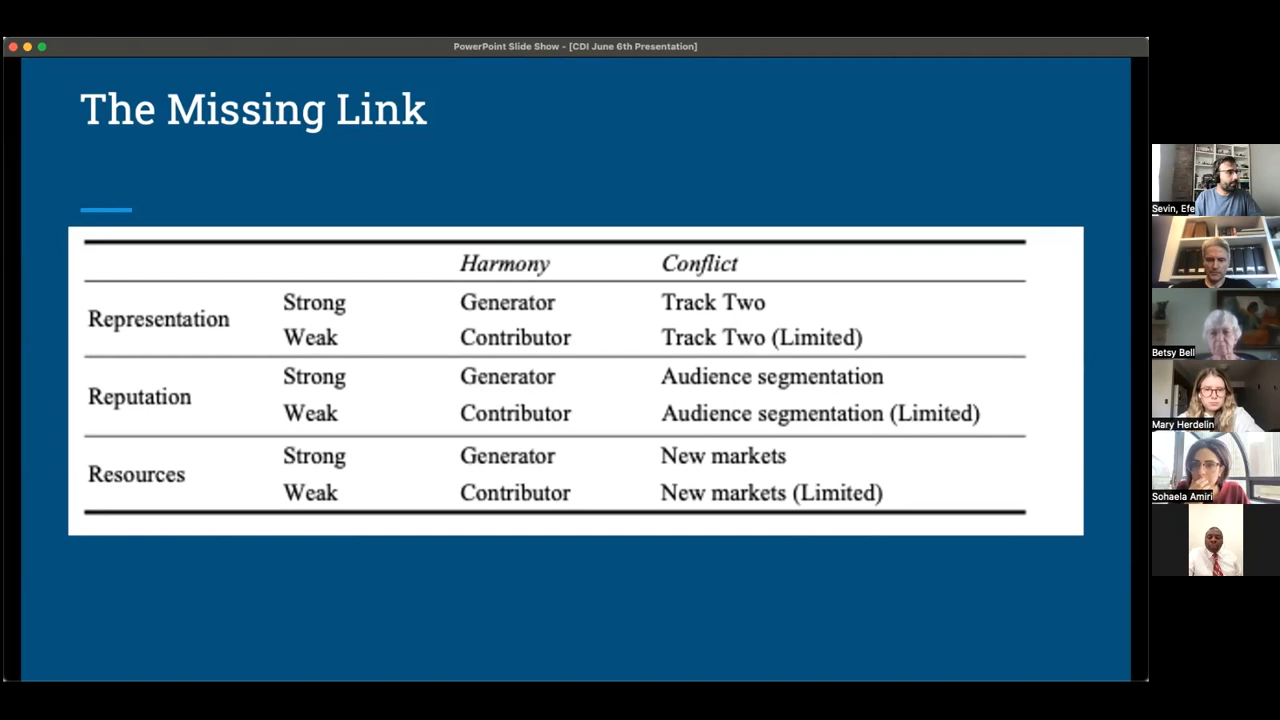 PowerPoint Slide Show - [CDI June 6th Presentation]
The Missing Link
Harmony Conflict
Representation Strong Generator Track Two
Weak Contributor Track Two (Limited)
Reputation Strong Generator Audience segmentation
Weak Contributor Audience segmentation (Limited)
Resources Strong Generator New markets
Weak Contributor New markets (Limited)
Sevin, Efe
Betsy Bell
Mary Herdelin
Sohaela Amiri